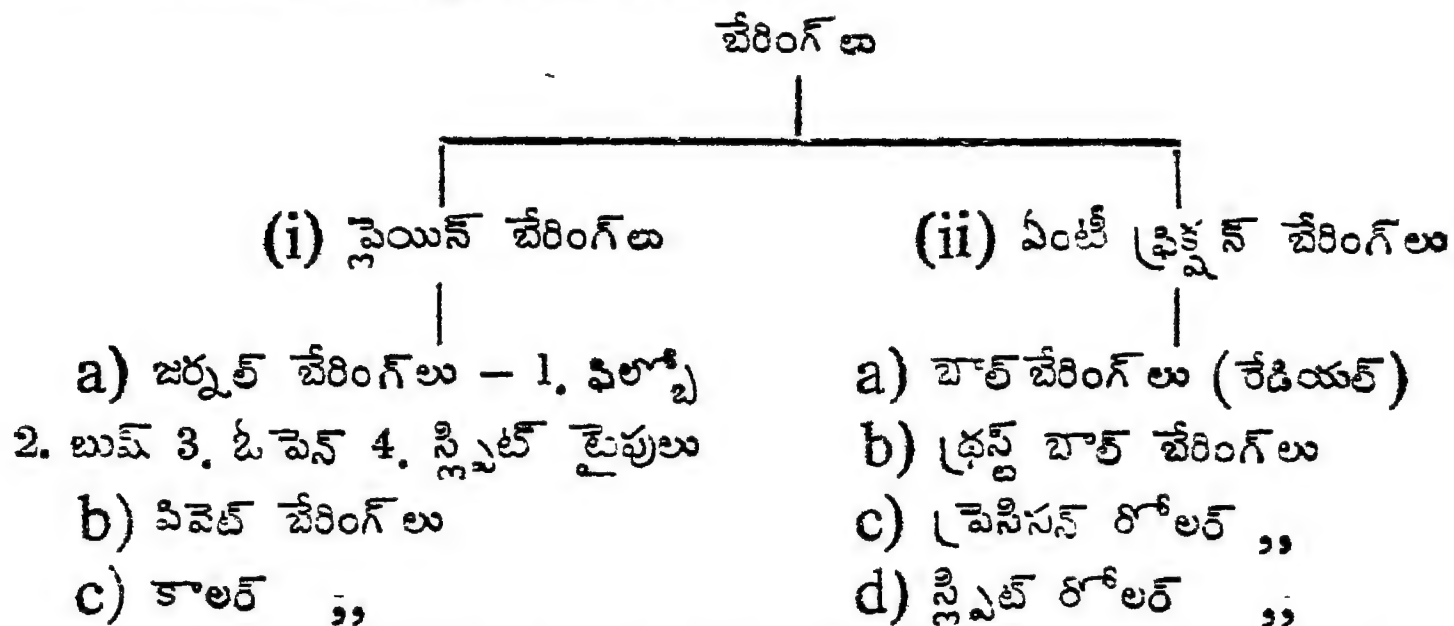 బేరింగ్ లు
(i) ప్లెయిన్ బేరింగ్‌లు
a) జర్నల్ బేరింగ్‌లు – 1. ఫిల్బో
2. బుష్ 3. ఓపెన్ 4. స్ప్లిట్ టైపులు
b) పివెట్ బేరింగ్‌లు
c) కాలర్ ,,
(ii) ఏంటీ ఫ్రిక్షన్ బేరింగ్‌లు
a) బాల్ బేరింగ్‌లు (రేడియల్)
b) థ్రస్ట్ బాల్ బేరింగ్‌లు
c) ప్రెసిసన్ రోలర్ ,,
d) స్ప్లిట్ రోలర్ ,,